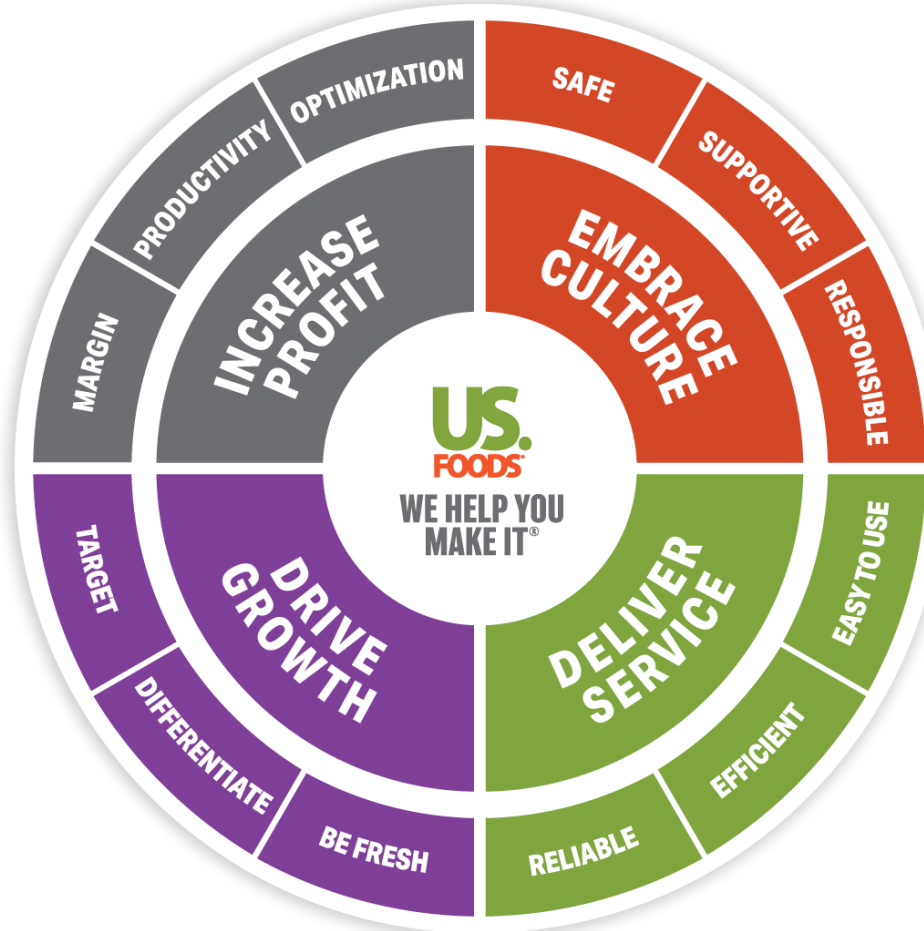 OPTIMIZATION
PRODUCTIVITY
MARGIN
INCREASE
PROFIT
SAFE
SUPPORTIVE
RESPONSIBLE
EMBRACE
CULTURE
US.
FOODS®
WE HELP YOU
MAKE IT®
TARGET
DIFFERENTIATE
BE FRESH
DRIVE
GROWTH
EASY TO USE
EFFICIENT
RELIABLE
DELIVER
SERVICE